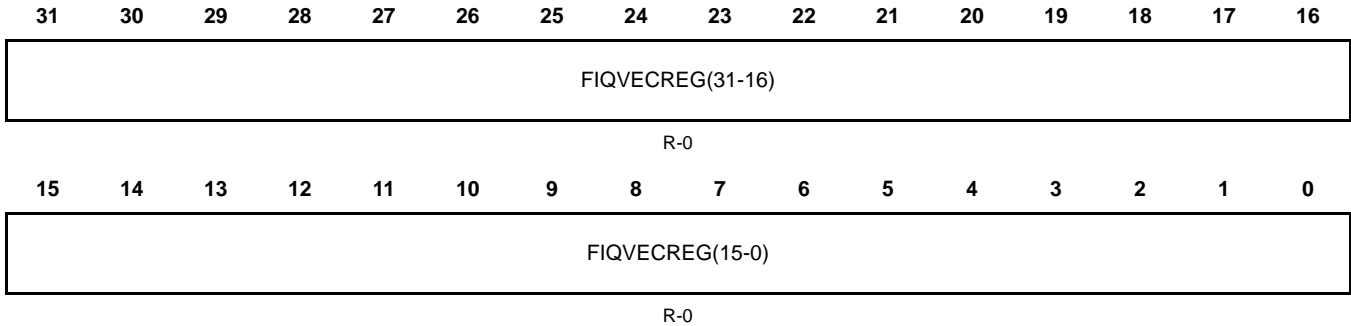 31 30 29 28 27 26 25 24 23 22 21 20 19 18 17 16
FIQVECREG(31-16)
R-0
15 14 13 12 11 10 9 8 7 6 5 4 3 2 1 0
FIQVECREG(15-0)
R-0